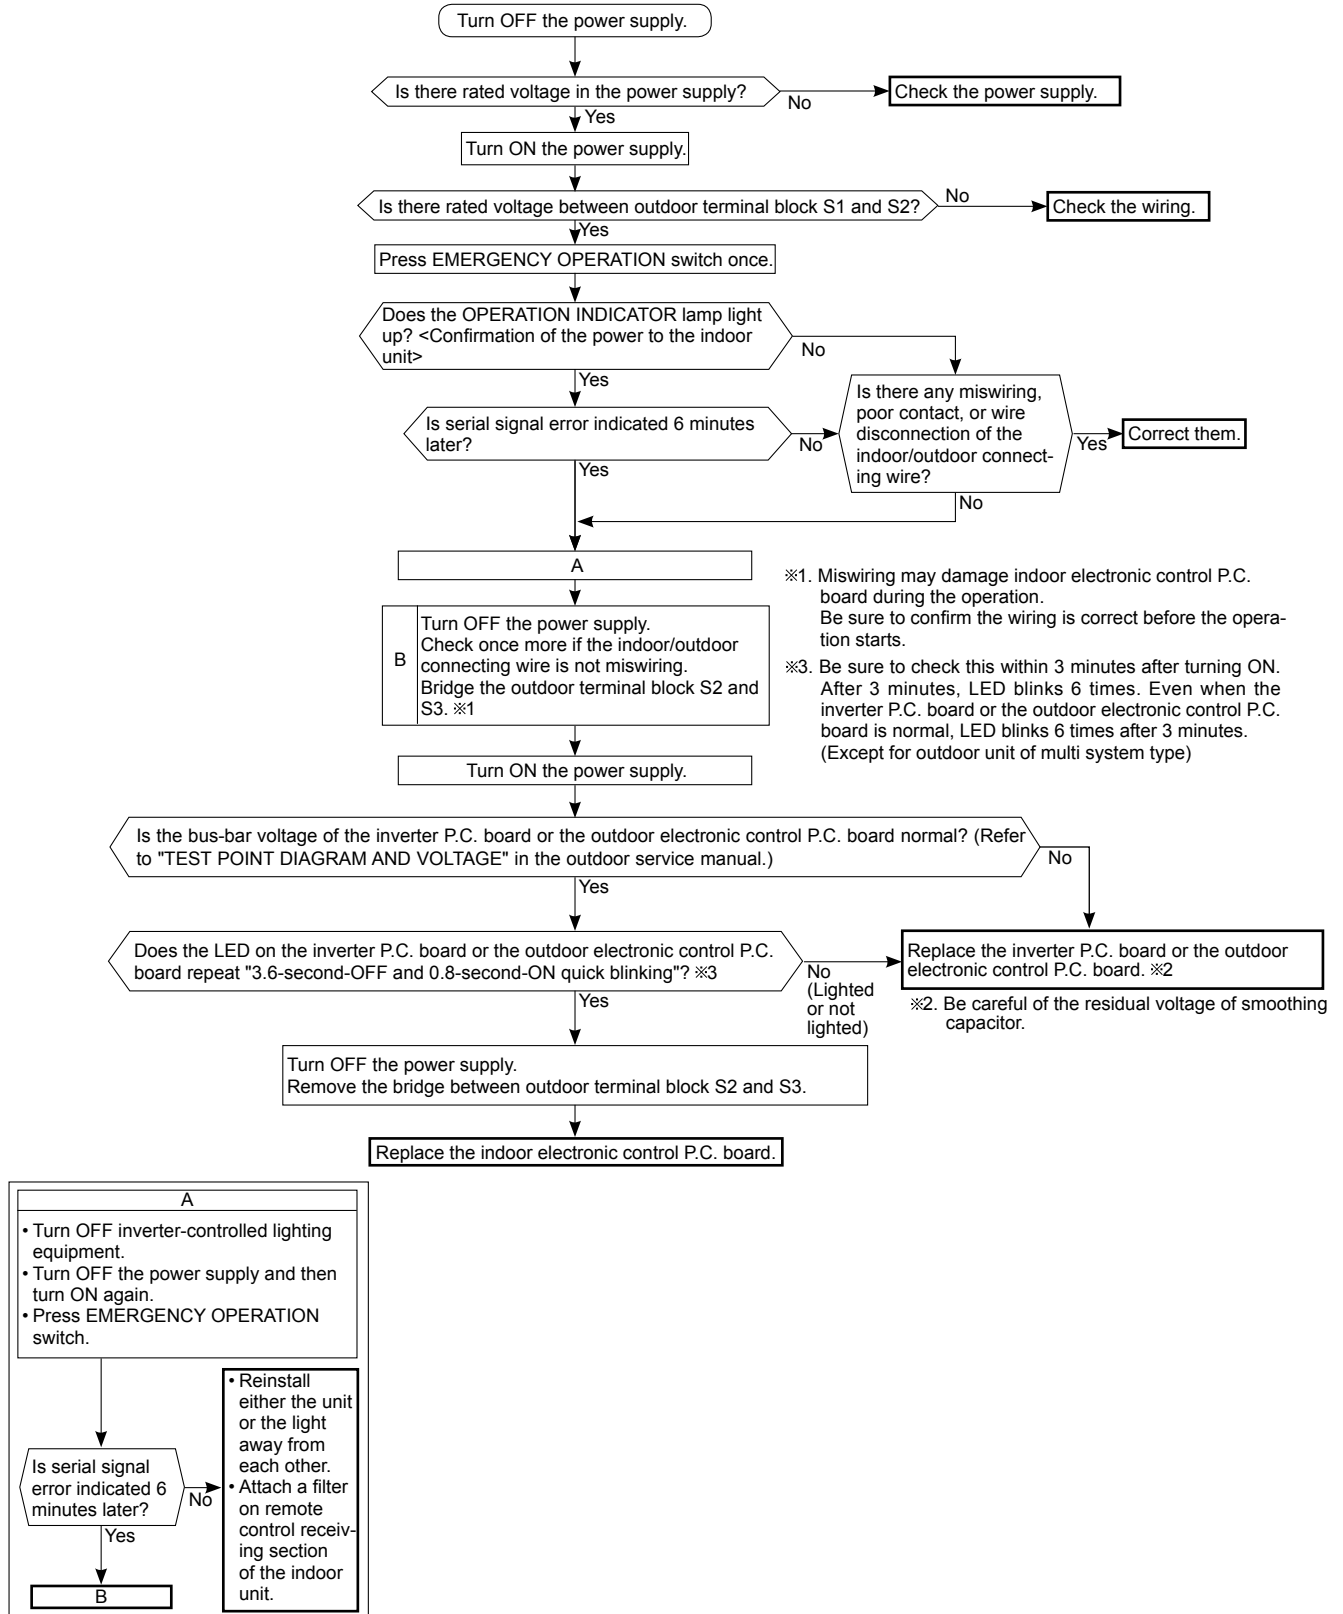 Turn OFF the power supply.
Is there rated voltage in the power supply?
No
Check the power supply.
Yes
Turn ON the power supply.
Is there rated voltage between outdoor terminal block S1 and S2?
No
Check the wiring.
Yes
Press EMERGENCY OPERATION switch once.
Does the OPERATION INDICATOR lamp light
up? <Confirmation of the power to the indoor
unit>
No
Yes
Is there any miswiring,
poor contact, or wire
disconnection of the
indoor/outdoor connect-
ing wire?
Yes
Correct them.
No
Is serial signal error indicated 6 minutes
later?
No
Yes
A
B
Turn OFF the power supply.
Check once more if the indoor/outdoor
connecting wire is not miswiring.
Bridge the outdoor terminal block S2 and
S3. ※1
※1. Miswiring may damage indoor electronic control P.C.
board during the operation.
Be sure to confirm the wiring is correct before the opera-
tion starts.
※3. Be sure to check this within 3 minutes after turning ON.
After 3 minutes, LED blinks 6 times. Even when the
inverter P.C. board or the outdoor electronic control P.C.
board is normal, LED blinks 6 times after 3 minutes.
(Except for outdoor unit of multi system type)
Turn ON the power supply.
Is the bus-bar voltage of the inverter P.C. board or the outdoor electronic control P.C. board normal? (Refer
to "TEST POINT DIAGRAM AND VOLTAGE" in the outdoor service manual.)
No
Yes
Does the LED on the inverter P.C. board or the outdoor electronic control P.C.
board repeat "3.6-second-OFF and 0.8-second-ON quick blinking"? ※3
No
(Lighted
or not
lighted)
Replace the inverter P.C. board or the outdoor
electronic control P.C. board. ※2
※2. Be careful of the residual voltage of smoothing
capacitor.
Yes
Turn OFF the power supply.
Remove the bridge between outdoor terminal block S2 and S3.
Replace the indoor electronic control P.C. board.
A
• Turn OFF inverter-controlled lighting
equipment.
• Turn OFF the power supply and then
turn ON again.
• Press EMERGENCY OPERATION
switch.
Is serial signal
error indicated 6
minutes later?
No
• Reinstall
either the unit
or the light
away from
each other.
• Attach a filter
on remote
control receiv-
ing section
of the indoor
unit.
Yes
B